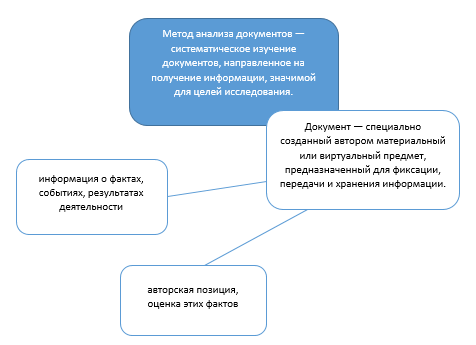 Метод анализа документов —
систематическое изучение
документов, направленное на
получение информации, значимой
для целей исследования.
Документ — специально
созданный автором материальный
или виртуальный предмет,
предназначенный для фиксации,
передачи и хранения информации.
информация о фактах,
событиях, результатах
деятельности
авторская позиция,
оценка этих фактов